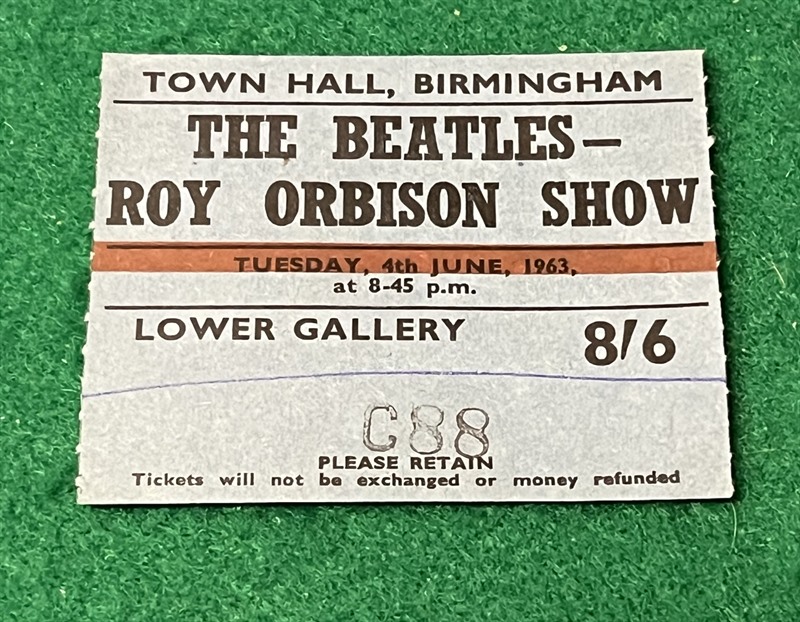 TOWN HALL, BIRMINGHAM
THE BEATLES—
ROY ORBISON SHOW
TUESDAY, 4th JUNE, 1963,
at 8-45 p.m.
LOWER GALLERY 8/6
C88
PLEASE RETAIN
Tickets will not be exchanged or money refunded